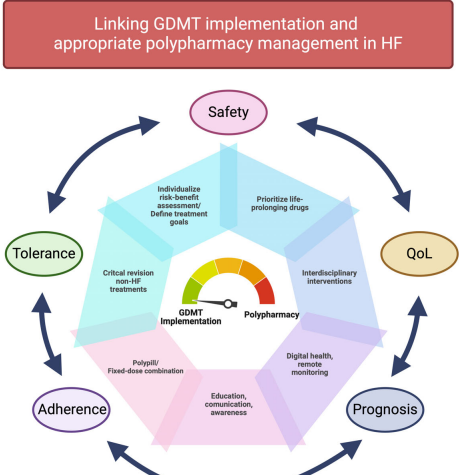 Linking GDMT implementation and
appropriate polypharmacy management in HF
Safety
Individualize
risk-benefit
assessment/
Define treatment
goals
Prioritize life-
prolonging drugs
Tolerance
QoL
Critcal revision
non-HF
treatments
Interdisciplinary
interventions
GDMT
Implementation
Polypharmacy
Polypill/
Fixed-dose combination
Digital health,
remote
monitoring
Adherence
Education,
comunication,
awareness
Prognosis